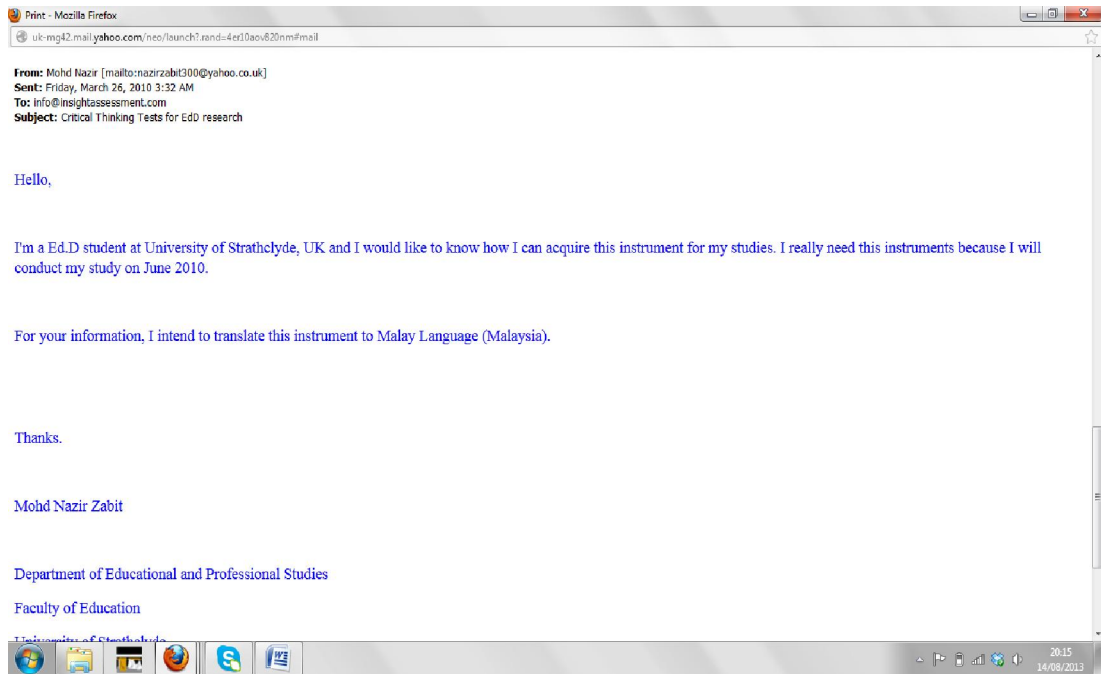 Print - Mozilla Firefox
uk-mg42.mail.yahoo.com/neo/launch?.rand=4er10aov820nm#mail
From: Mohd Nazir [mailto:nazirzabit300@yahoo.co.uk]
Sent: Friday, March 26, 2010 3:32 AM
To: info@insightassessment.com
Subject: Critical Thinking Tests for EdD research
Hello,
I'm a Ed.D student at University of Strathclyde, UK and I would like to know how I can acquire this instrument for my studies. I really need this instruments because I will
conduct my study on June 2010.
For your information, I intend to translate this instrument to Malay Language (Malaysia).
Thanks.
Mohd Nazir Zabit
Department of Educational and Professional Studies
Faculty of Education
University of Strathclyde
20:15
14/08/2013